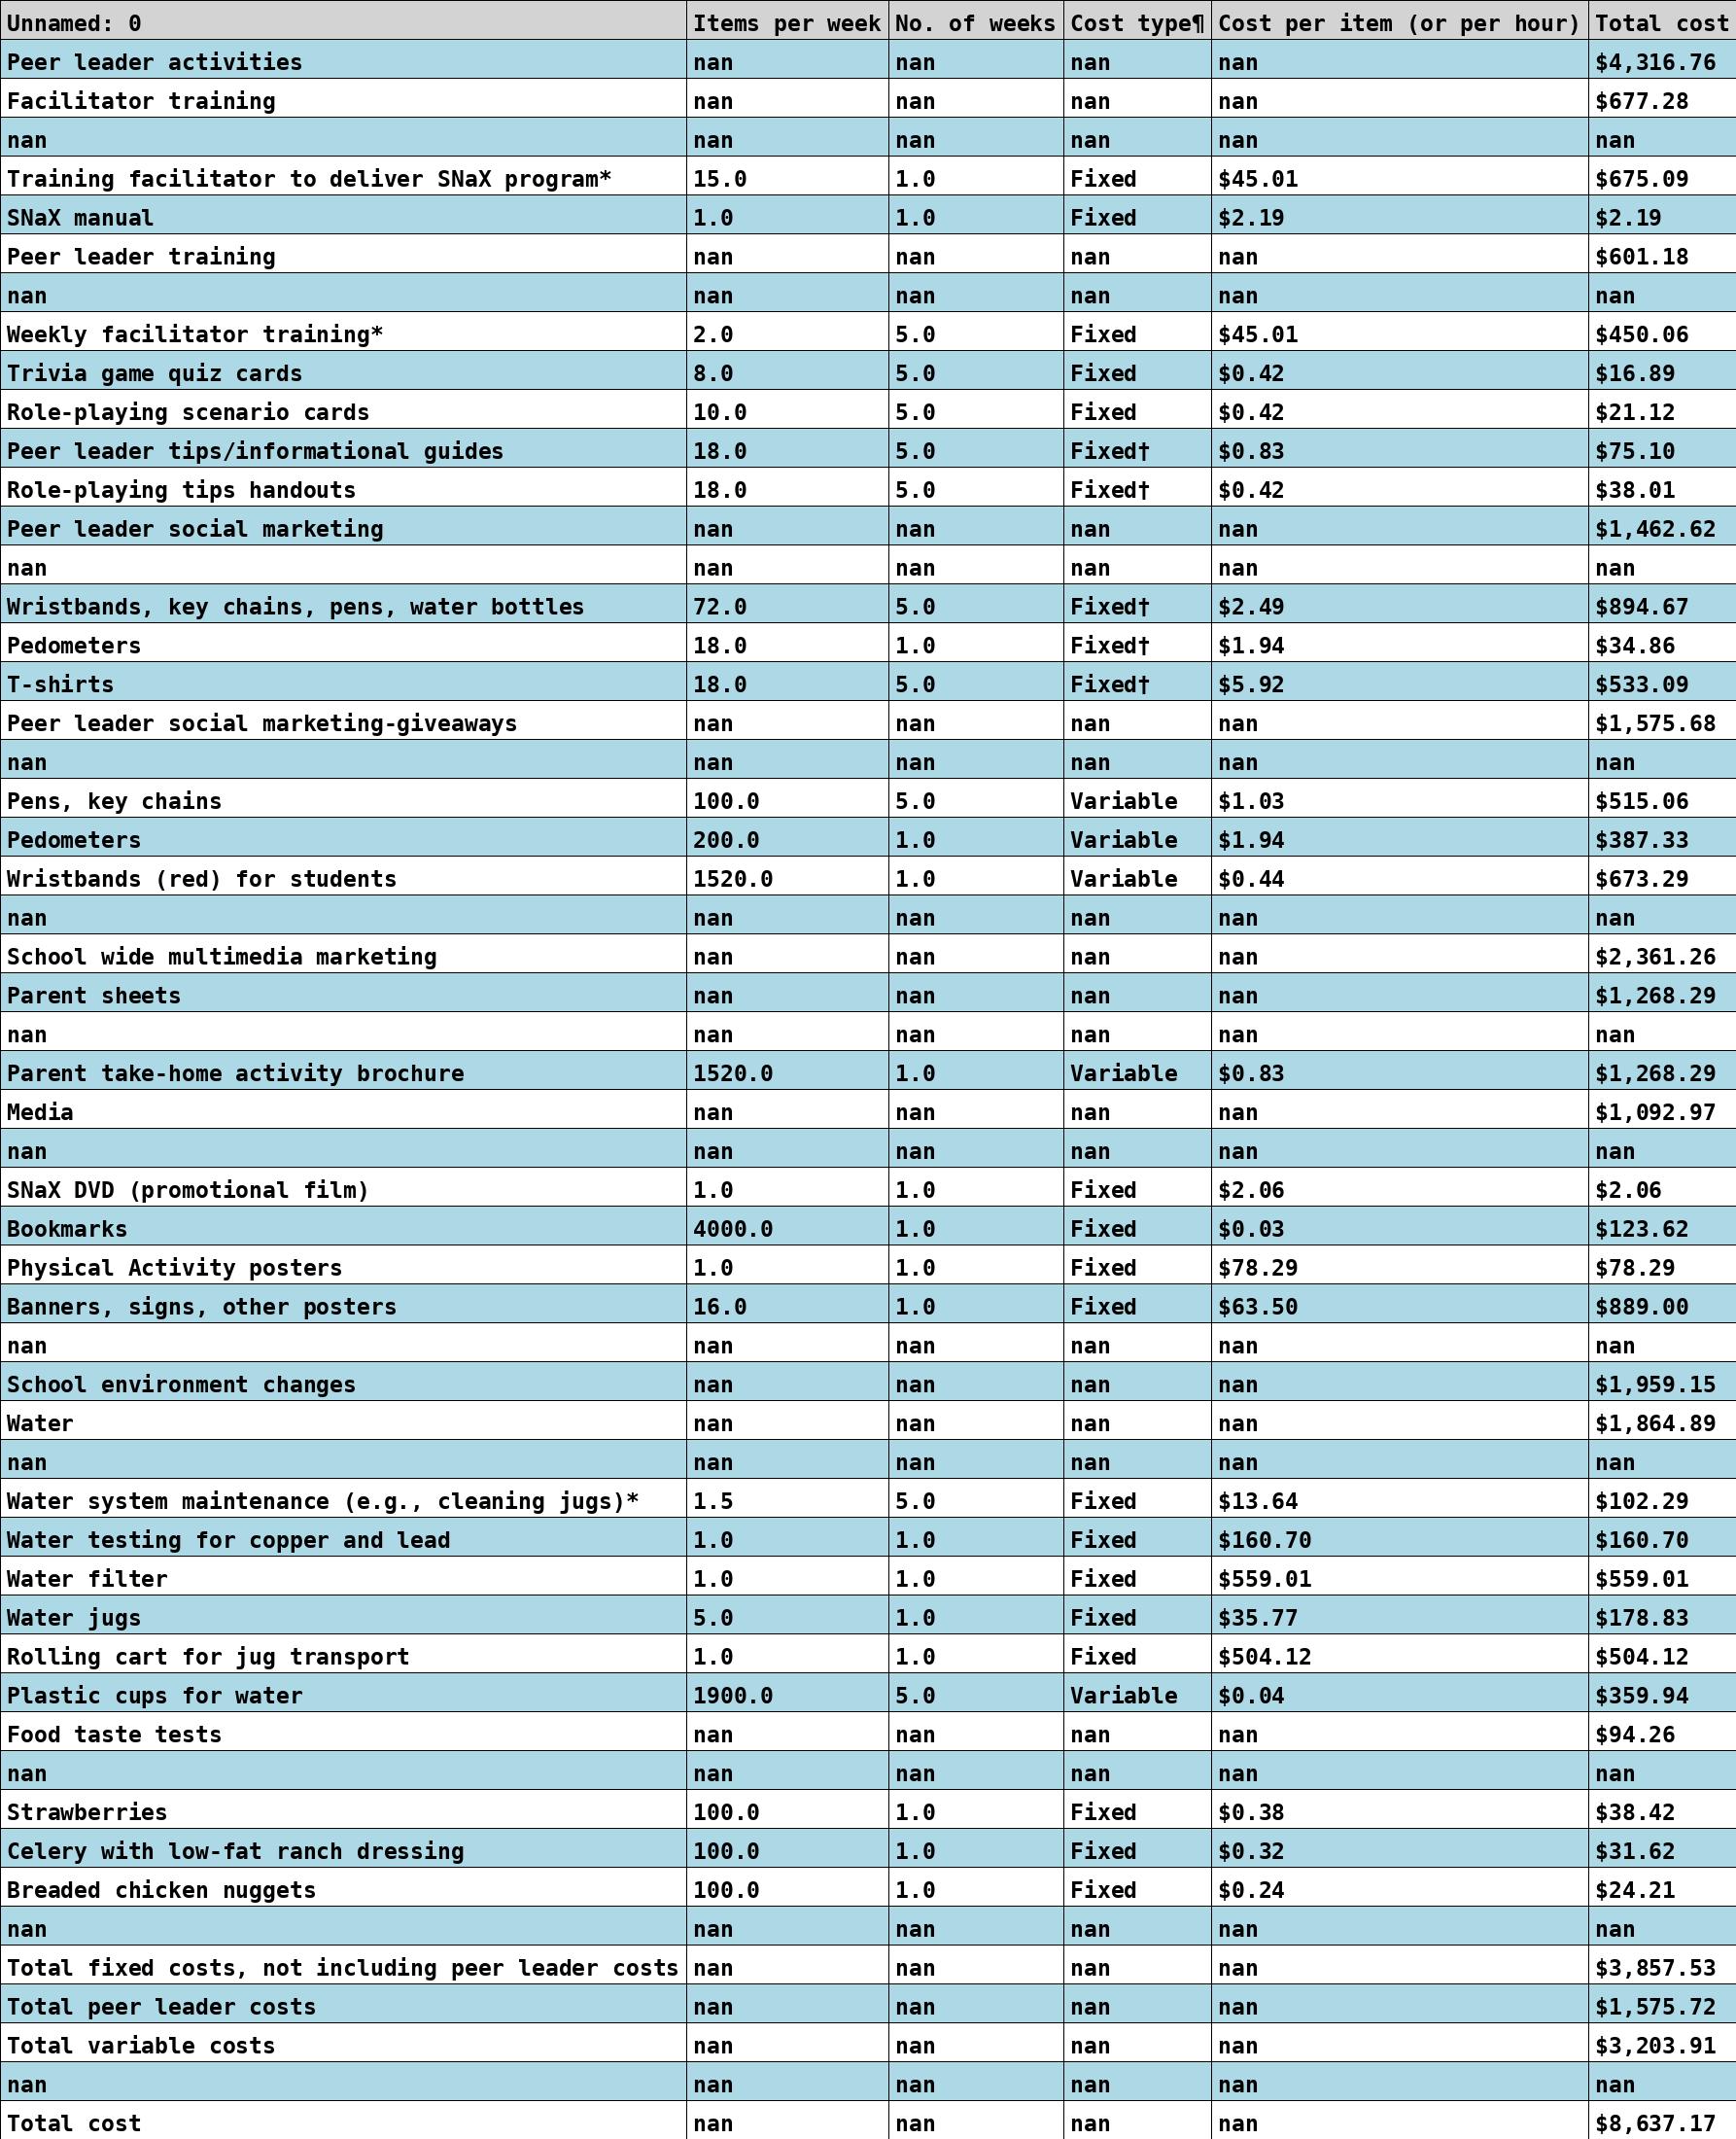 Unnamed: 0 Items per week No. of weeks Cost type¶ Cost per item (or per hour) Total cost
Peer leader activities nan nan nan nan $4,316.76
Facilitator training nan nan nan nan $677.28
nan nan nan nan nan nan
Training facilitator to deliver SNaX program* 15.0 1.0 Fixed $45.01 $675.09
SNaX manual 1.0 1.0 Fixed $2.19 $2.19
Peer leader training nan nan nan nan $601.18
nan nan nan nan nan nan
Weekly facilitator training* 2.0 5.0 Fixed $45.01 $450.06
Trivia game quiz cards 8.0 5.0 Fixed $0.42 $16.89
Role-playing scenario cards 10.0 5.0 Fixed $0.42 $21.12
Peer leader tips/informational guides 18.0 5.0 Fixed† $0.83 $75.10
Role-playing tips handouts 18.0 5.0 Fixed† $0.42 $38.01
Peer leader social marketing nan nan nan nan $1,462.62
nan nan nan nan nan nan
Wristbands, key chains, pens, water bottles 72.0 5.0 Fixed† $2.49 $894.67
Pedometers 18.0 1.0 Fixed† $1.94 $34.86
T-shirts 18.0 5.0 Fixed† $5.92 $533.09
Peer leader social marketing-giveaways nan nan nan nan $1,575.68
nan nan nan nan nan nan
Pens, key chains 100.0 5.0 Variable $1.03 $515.06
Pedometers 200.0 1.0 Variable $1.94 $387.33
Wristbands (red) for students 1520.0 1.0 Variable $0.44 $673.29
nan nan nan nan nan nan
School wide multimedia marketing nan nan nan nan $2,361.26
Parent sheets nan nan nan nan $1,268.29
nan nan nan nan nan nan
Parent take-home activity brochure 1520.0 1.0 Variable $0.83 $1,268.29
Media nan nan nan nan $1,092.97
nan nan nan nan nan nan
SNaX DVD (promotional film) 1.0 1.0 Fixed $2.06 $2.06
Bookmarks 4000.0 1.0 Fixed $0.03 $123.62
Physical Activity posters 1.0 1.0 Fixed $78.29 $78.29
Banners, signs, other posters 16.0 1.0 Fixed $63.50 $889.00
nan nan nan nan nan nan
School environment changes nan nan nan nan $1,959.15
Water nan nan nan nan $1,864.89
nan nan nan nan nan nan
Water system maintenance (e.g., cleaning jugs)* 1.5 5.0 Fixed $13.64 $102.29
Water testing for copper and lead 1.0 1.0 Fixed $160.70 $160.70
Water filter 1.0 1.0 Fixed $559.01 $559.01
Water jugs 5.0 1.0 Fixed $35.77 $178.83
Rolling cart for jug transport 1.0 1.0 Fixed $504.12 $504.12
Plastic cups for water 1900.0 5.0 Variable $0.04 $359.94
Food taste tests nan nan nan nan $94.26
nan nan nan nan nan nan
Strawberries 100.0 1.0 Fixed $0.38 $38.42
Celery with low-fat ranch dressing 100.0 1.0 Fixed $0.32 $31.62
Breaded chicken nuggets 100.0 1.0 Fixed $0.24 $24.21
nan nan nan nan nan nan
Total fixed costs, not including peer leader costs nan nan nan nan $3,857.53
Total peer leader costs nan nan nan nan $1,575.72
Total variable costs nan nan nan nan $3,203.91
nan nan nan nan nan nan
Total cost nan nan nan nan $8,637.17